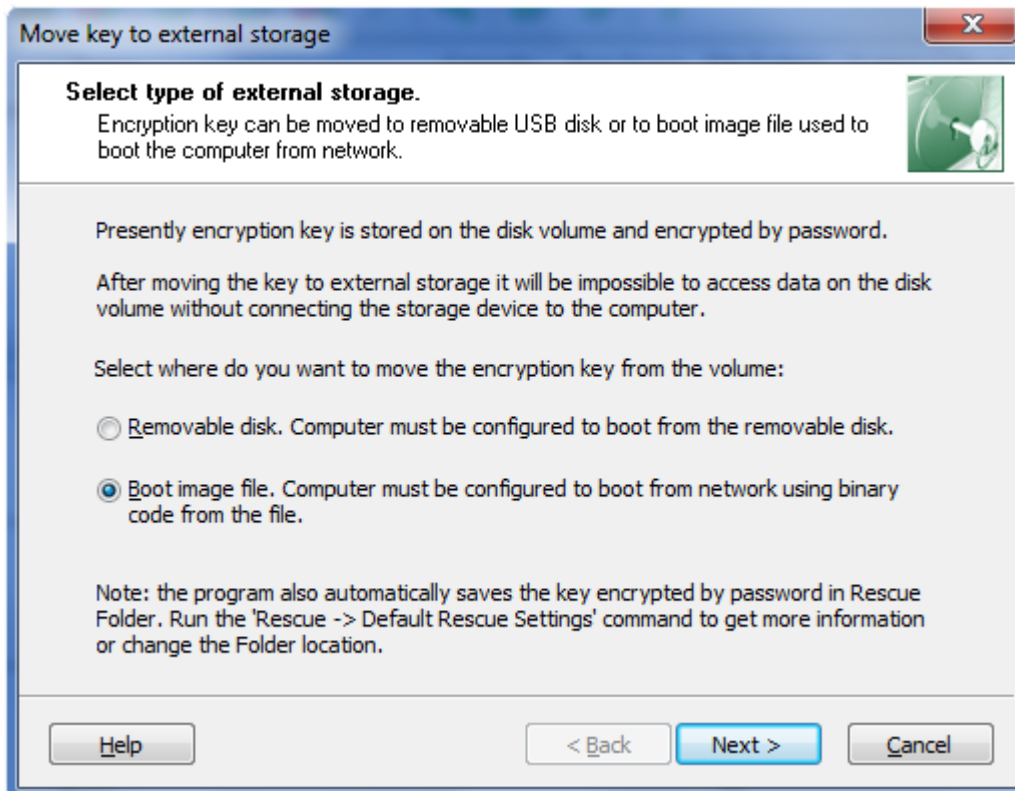 Move key to external storage
Select type of external storage.
Encryption key can be moved to removable USB disk or to boot image file used to
boot the computer from network.
Presently encryption key is stored on the disk volume and encrypted by password.
After moving the key to external storage it will be impossible to access data on the disk
volume without connecting the storage device to the computer.
Select where do you want to move the encryption key from the volume:
Removable disk. Computer must be configured to boot from the removable disk.
Boot image file. Computer must be configured to boot from network using binary
code from the file.
Note: the program also automatically saves the key encrypted by password in Rescue
Folder. Run the 'Rescue -> Default Rescue Settings' command to get more information
or change the Folder location.
Help
< Back
Next >
Cancel